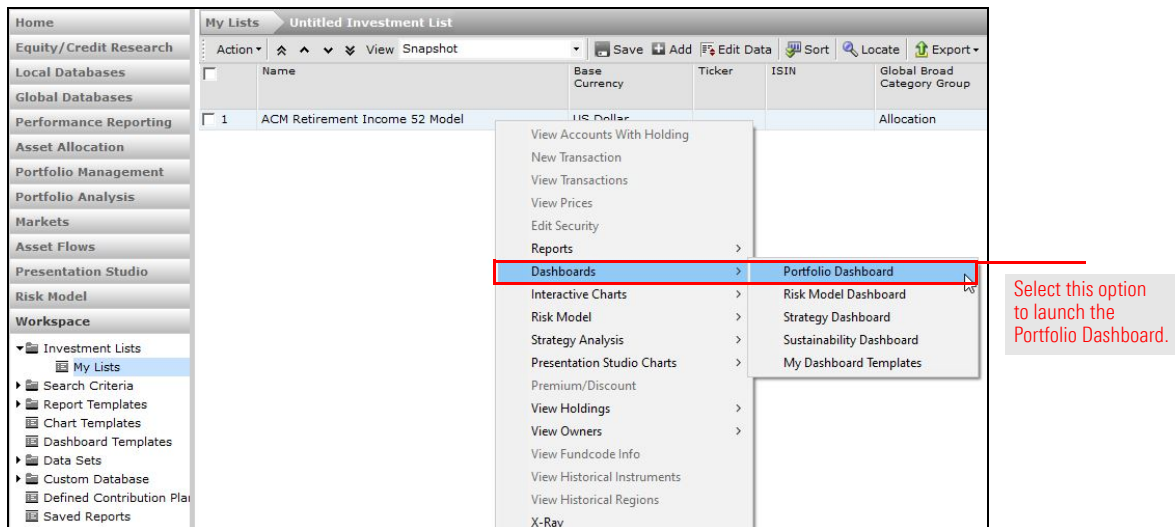 Home
Equity/Credit Research
Local Databases
Global Databases
Performance Reporting
Asset Allocation
Portfolio Management
Portfolio Analysis
Markets
Asset Flows
Presentation Studio
Risk Model
Workspace
Investment Lists
My Lists
Search Criteria
Report Templates
Chart Templates
Dashboard Templates
Data Sets
Custom Database
Defined Contribution Plan
Saved Reports
My Lists Untitled Investment List
Action View Snapshot Save Add Edit Data Sort Locate Export
Name Base Currency Ticker ISIN Global Broad Category Group
1 ACM Retirement Income 52 Model US Dollar Allocation
View Accounts With Holding
New Transaction
View Transactions
View Prices
Edit Security
Reports
Dashboards
Interactive Charts
Risk Model
Strategy Analysis
Presentation Studio Charts
Premium/Discount
View Holdings
View Owners
View Fundcode Info
View Historical Instruments
View Historical Regions
X-Ray
Portfolio Dashboard
Risk Model Dashboard
Strategy Dashboard
Sustainability Dashboard
My Dashboard Templates
Select this option
to launch the
Portfolio Dashboard.